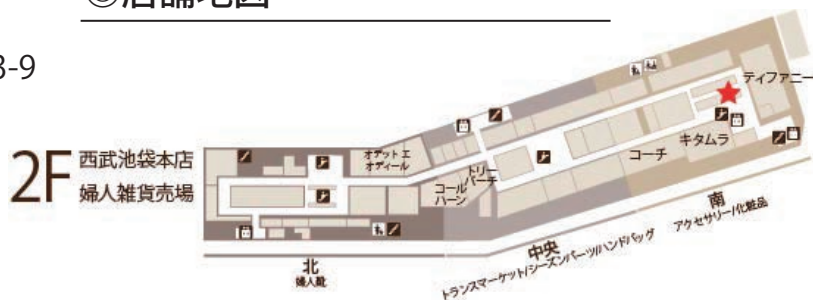 ◎店舗地図
3-9
2F 西武池袋本店
婦人雑貨売場
オデット エ
オディール
コール
ハーン
トリー
バーチ
コーチ
キタムラ
ティファニー
北
婦人靴
中央
トランスマーケット/シーズンパーツ/ハンドバッグ
南
アクセサリー/化粧品